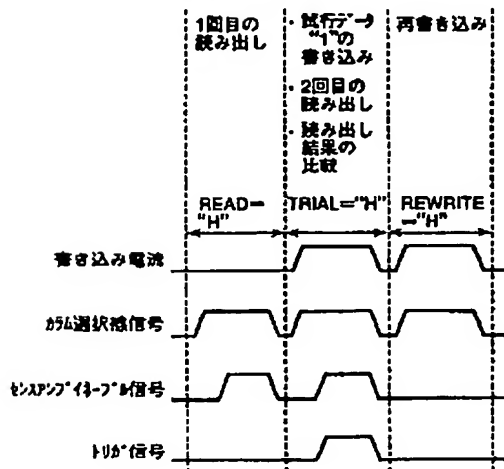 1回目の
読み出し
・試行データ
"1"の
書き込み
・2回目の
読み出し
・読み出し
結果の
比較
再書き込み
READ=
"H"
TRIAL="H"
REWRITE
="H"
書き込み電流
カラム選択線信号
センスアンプイネーブル信号
トリガ信号